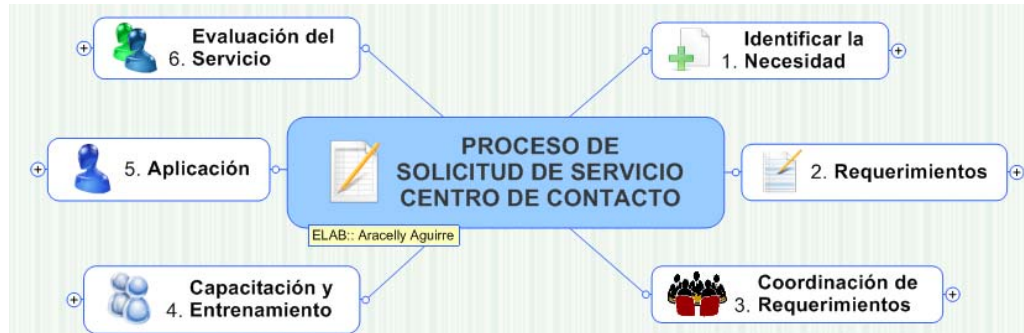 PROCESO DE
SOLICITUD DE SERVICIO
CENTRO DE CONTACTO
ELAB:: Aracelly Aguirre
Identificar la
1. Necesidad
2. Requerimientos
Coordinación de
3. Requerimientos
Capacitación y
4. Entrenamiento
5. Aplicación
Evaluación del
6. Servicio